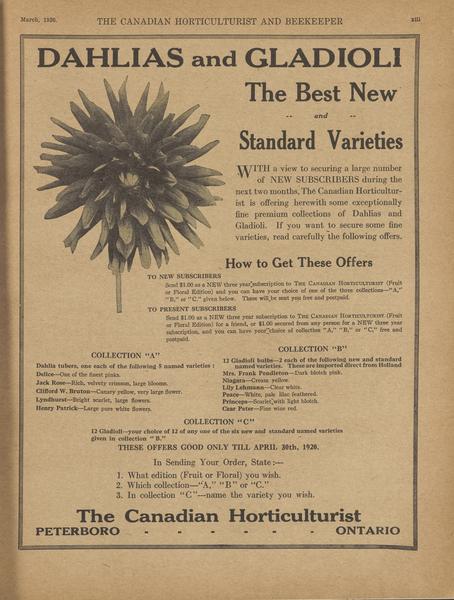 March, 1920.
THE CANADIAN HORTICULTURIST AND BEEKEEPER
xiii
DAHLIAS and GLADIOLI
The Best New
-- and --
Standard Varieties
WITH a view to securing a large number
of NEW SUBSCRIBERS during the
next two months, The Canadian Horticultur-
ist is offering herewith some exceptionally
fine premium collections of Dahlias and
Gladioli. If you want to secure some fine
varieties, read carefully the following offers.
How to Get These Offers
TO NEW SUBSCRIBERS
Send $1.00 as a NEW three year subscription to THE CANADIAN HORTICULTURIST (Fruit
or Floral Edition) and you can have your choice of one of the three collections—"A,"
"B," or "C," given below. These will be sent you free and postpaid.
TO PRESENT SUBSCRIBERS
Send $1.00 as a NEW three year subscription to THE CANADIAN HORTICULTURIST (Fruit
or Floral Edition) for a friend, or $1.00 secured from any person for a NEW three year
subscription, and you can have your choice of collection "A," "B," or "C," free and
postpaid.
COLLECTION "A"
Dahlia tubers, one each of the following 5 named varieties:
Delice—One of the finest pinks.
Jack Rose—Rich, velvety crimson, large blooms.
Clifford W. Bruton—Canary yellow, very large flower.
Lyndhurst—Bright scarlet, large flowers.
Henry Patrick—Large pure white flowers.
COLLECTION "B"
12 Gladioli bulbs—2 each of the following new and standard
named varieties. These are imported direct from Holland
Mrs. Frank Pendleton—Dark blotch pink.
Niagara—Cream yellow.
Lily Lehmann—Clear white.
Peace—White, pale lilac feathered.
Princeps—Scarlet with light blotch.
Czar Peter—Fine wine red.
COLLECTION "C"
12 Gladioli—your choice of 12 of any one of the six new and standard named varieties
given in collection "B."
THESE OFFERS GOOD ONLY TILL APRIL 30th, 1920.
In Sending Your Order, State:—
1. What edition (Fruit or Floral) you wish.
2. Which collection—"A," "B" or "C."
3. In collection "C"—name the variety you wish.
The Canadian Horticulturist
PETERBORO - - - - - - ONTARIO